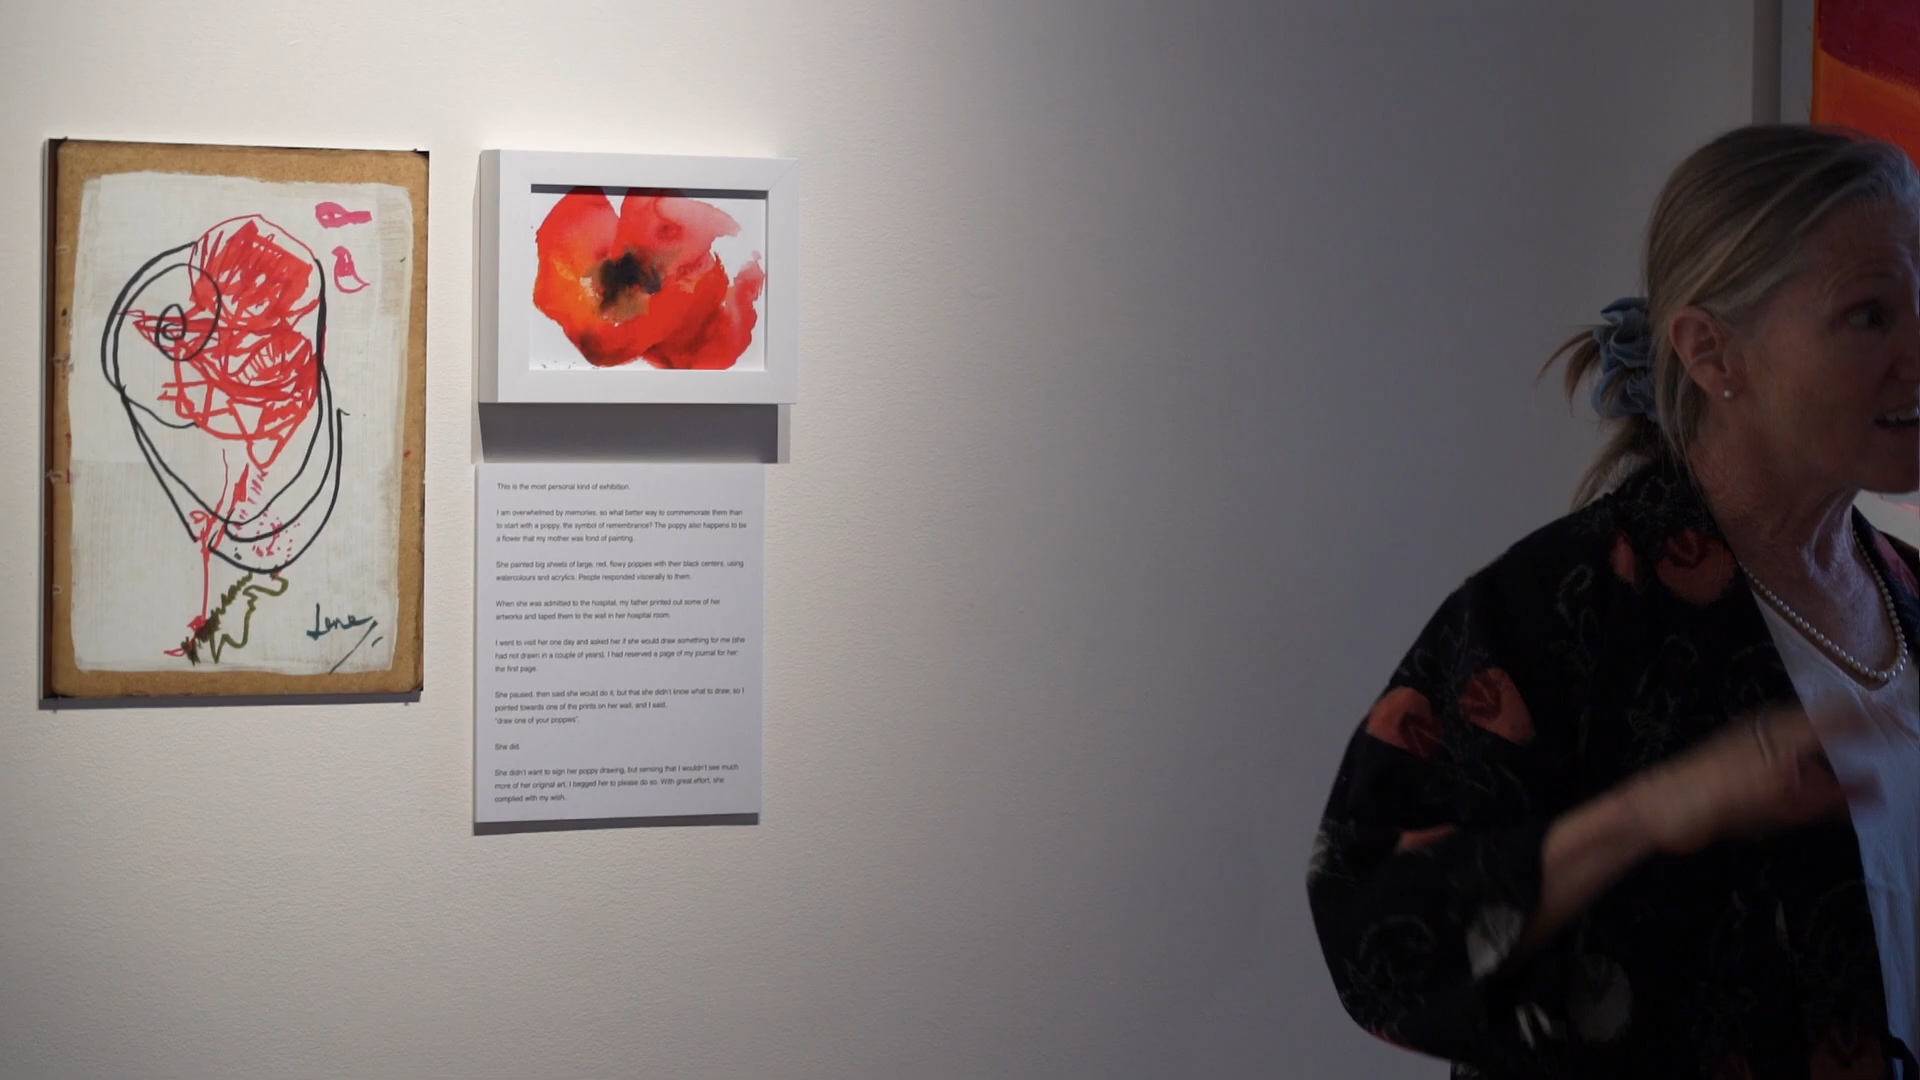 Lene
This is the most personal kind of exhibition.
I am overwhelmed by memories, so what better way to commemorate them than
to start with a poppy, the symbol of remembrance? The poppy also happens to be
a flower that my mother was fond of painting.
She painted big sheets of large, red, flowy poppies with their black centers, using
watercolours and acrylics. People responded viscerally to them.
When she was admitted to the hospital, my father printed out some of her
artworks and taped them to the wall in her hospital room.
I went to visit her one day and asked her if she would draw something for me (she
had not drawn in a couple of years). I had reserved a page of my journal for her:
the first page.
She paused, then said she would do it, but that she didn't know what to draw, so I
pointed towards one of the prints on her wall, and I said,
"draw one of your poppies".
She did.
She didn't want to sign her poppy drawing, but sensing that I wouldn't see much
more of her original art, I begged her to please do so. With great effort, she
complied with my wish.